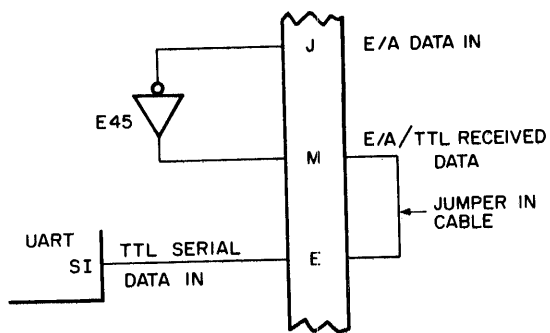 J E/A DATA IN
E45
M E/A/TTL RECEIVED
DATA
JUMPER IN
CABLE
UART
SI TTL SERIAL
DATA IN
E